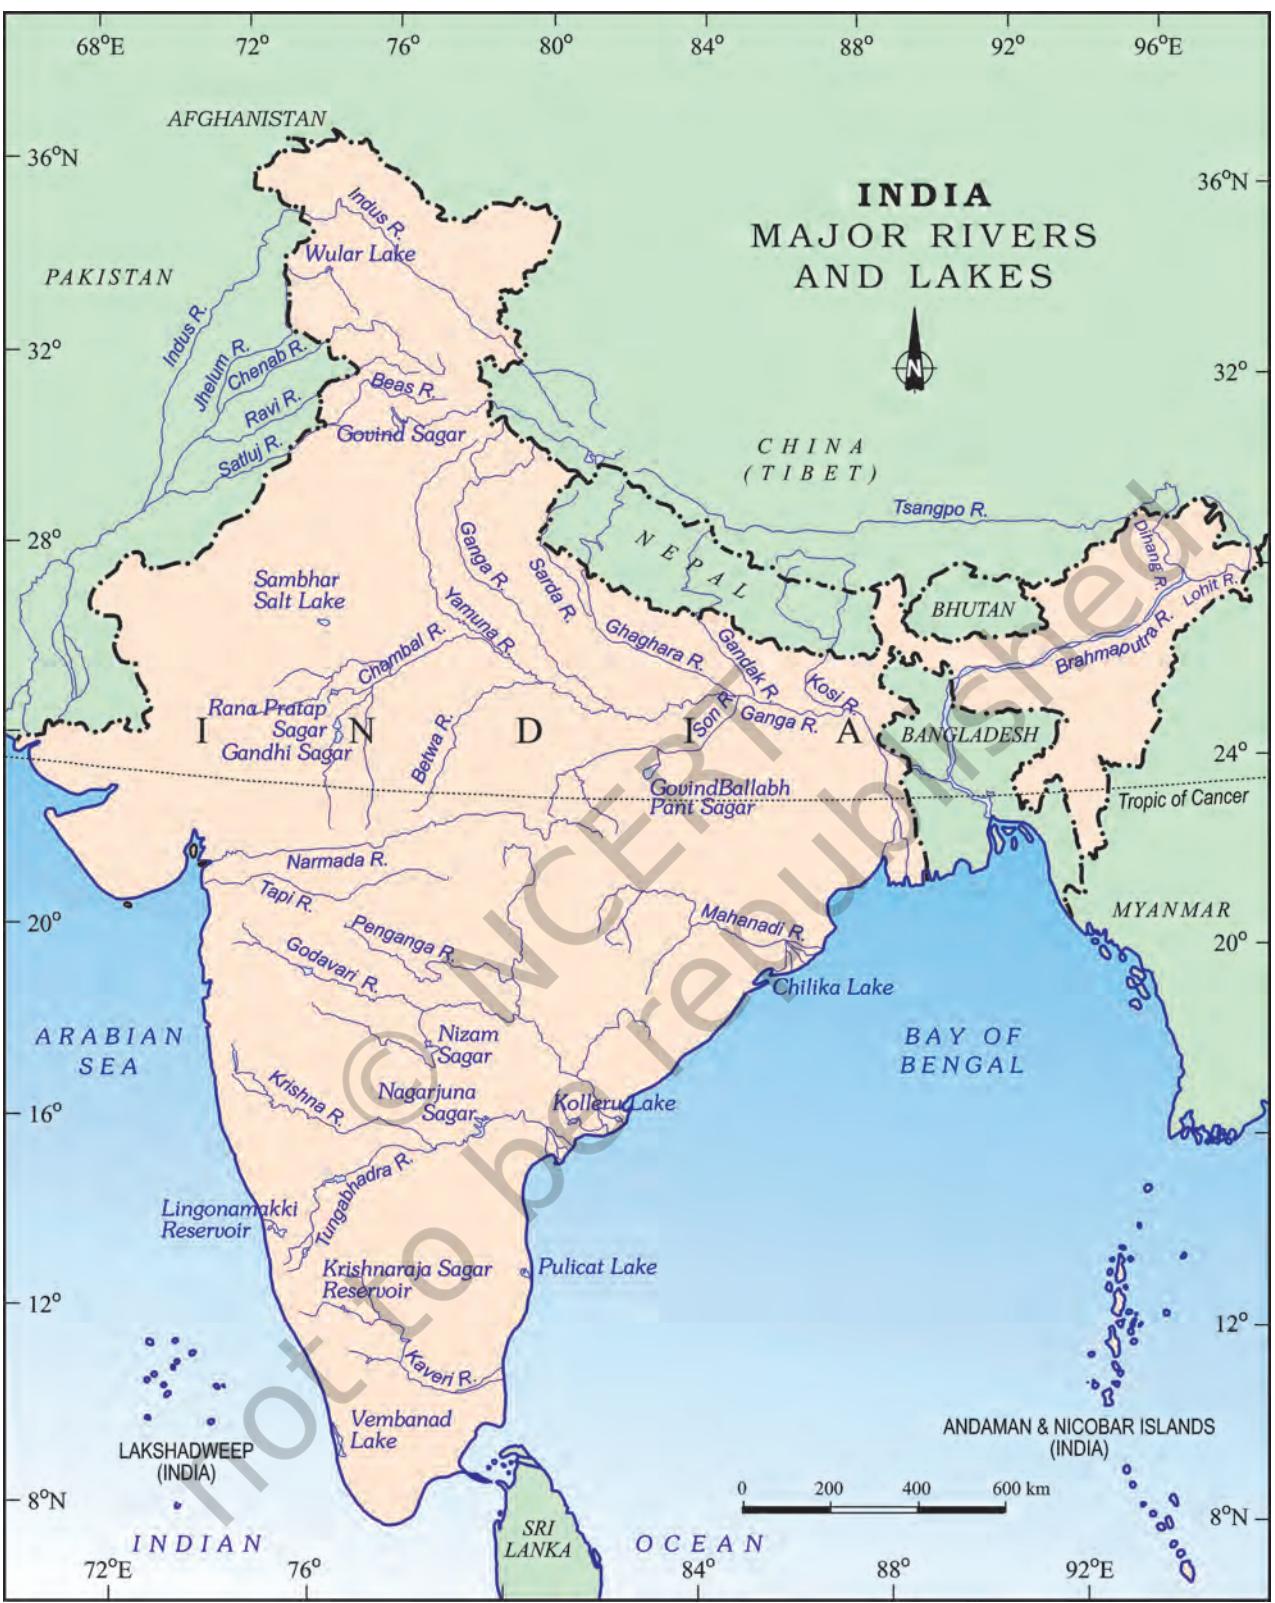 68°E 72° 76° 80° 84° 88° 92° 96°E
AFGHANISTAN
36°N
36°N
INDIA
MAJOR RIVERS
AND LAKES
Indus R.
Wular Lake
PAKISTAN
Indus R.
N
32°
32°
Jhelum R.
Chenab R.
Beas R.
Ravi R.
Govind Sagar
Satluj R.
CHINA
(TIBET)
Tsangpo R.
28°
NEPAL
Dihang R.
Lohit R.
Ganga R.
Sarda R.
Sambhar
Salt Lake
Yamuna R.
BHUTAN
Chambal R.
Ghaghara R.
Gandak R.
Brahmaputra R.
Kosi R.
Rana Pratap
Sagar
Gandhi Sagar
Son R.
Ganga R.
I N D I A
Betwa R.
BANGLADESH
24°
GovindBallabh
Pant Sagar
Tropic of Cancer
Narmada R.
Tapi R.
MYANMAR
20°
20°
Mahanadi R.
Penganga R.
Godavari R.
Chilika Lake
ARABIAN
SEA
BAY OF
BENGAL
Nizam
Sagar
Krishna R.
Nagarjuna
Sagar
Kolleru Lake
16°
Tungabhadra R.
Lingonamakki
Reservoir
Krishnaraja Sagar
Reservoir
Pulicat Lake
12°
12°
Kaveri R.
Vembanad
Lake
LAKSHADWEEP
(INDIA)
ANDAMAN & NICOBAR ISLANDS
(INDIA)
0 200 400 600 km
8°N
8°N
SRI
LANKA
INDIAN OCEAN
72°E 76° 84° 88° 92°E
© NCERT
not to be republished